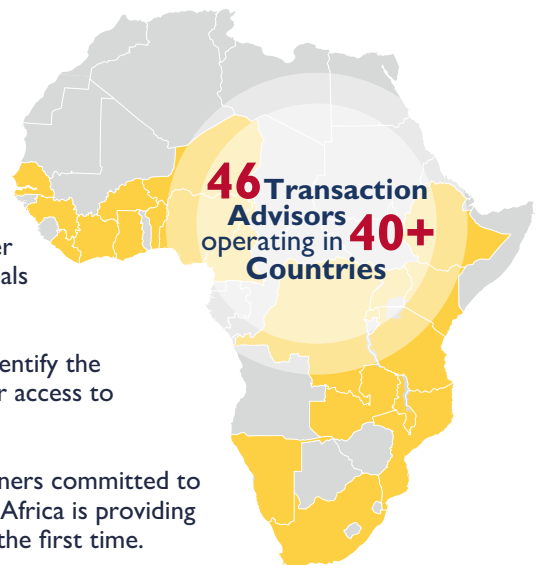 46 Transaction
Advisors
operating in 40+
Countries
er
als
entify the
r access to
ners committed to
Africa is providing
the first time.